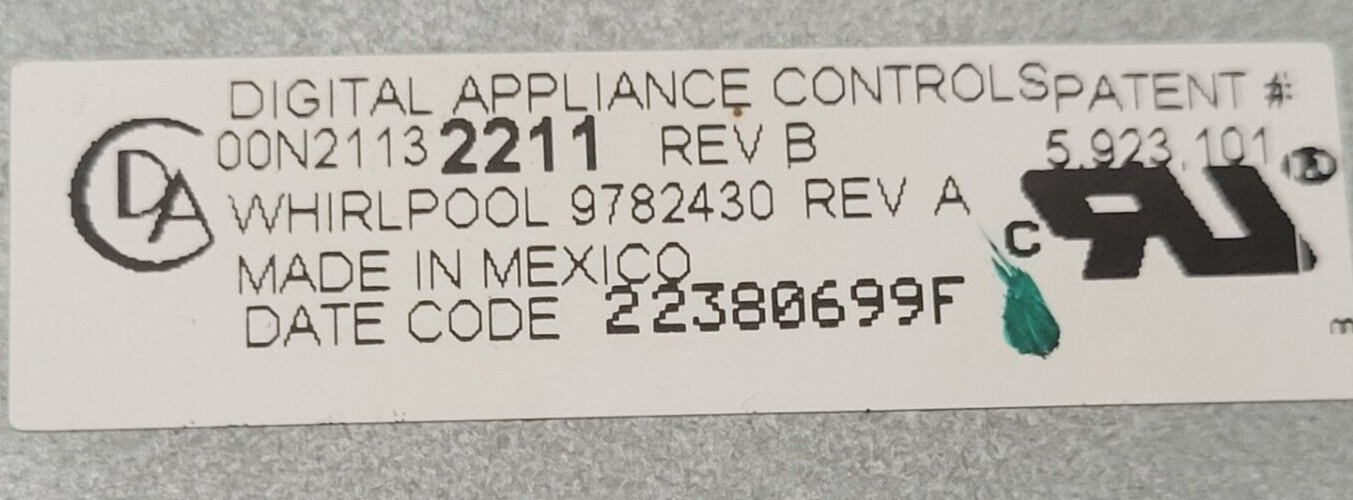 DIGITAL APPLIANCE CONTROLS PATENT #:
00N2113 2211 REV B 5,923,101
WHIRLPOOL 9782430 REV A
MADE IN MEXICO
DATE CODE 22380699F
DA
C RU